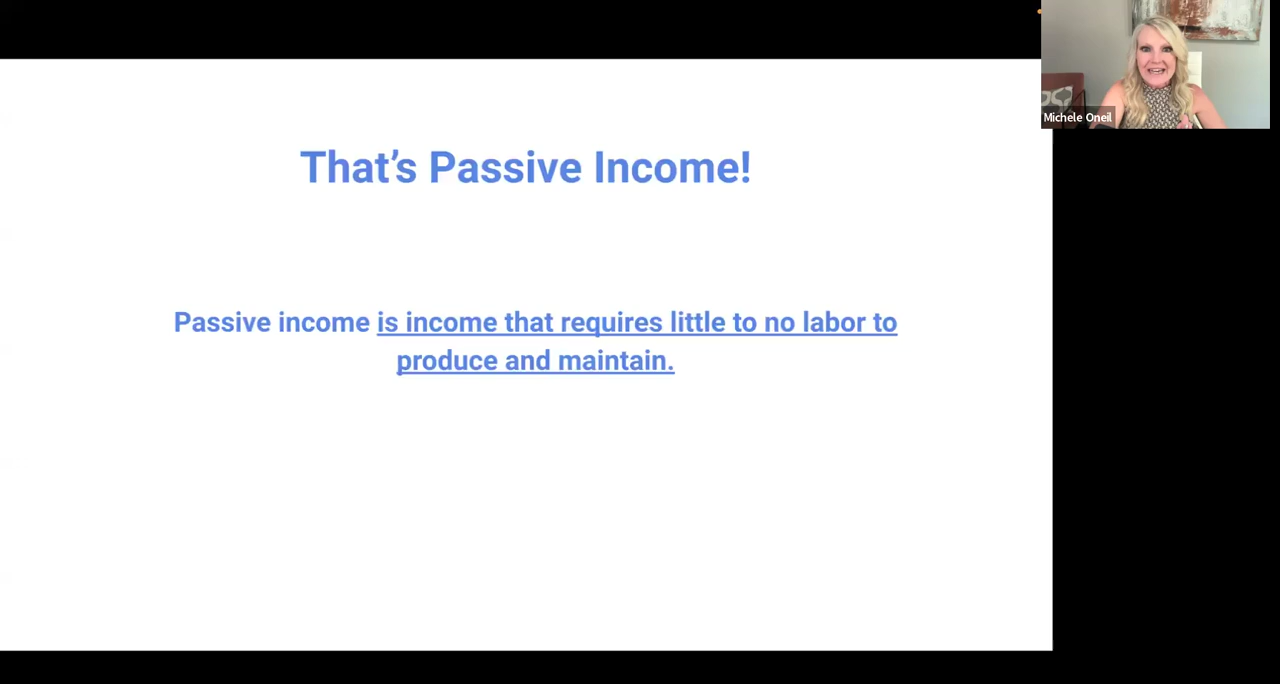 That’s Passive Income!
Passive income is income that requires little to no labor to
produce and maintain.
Michele Oneil